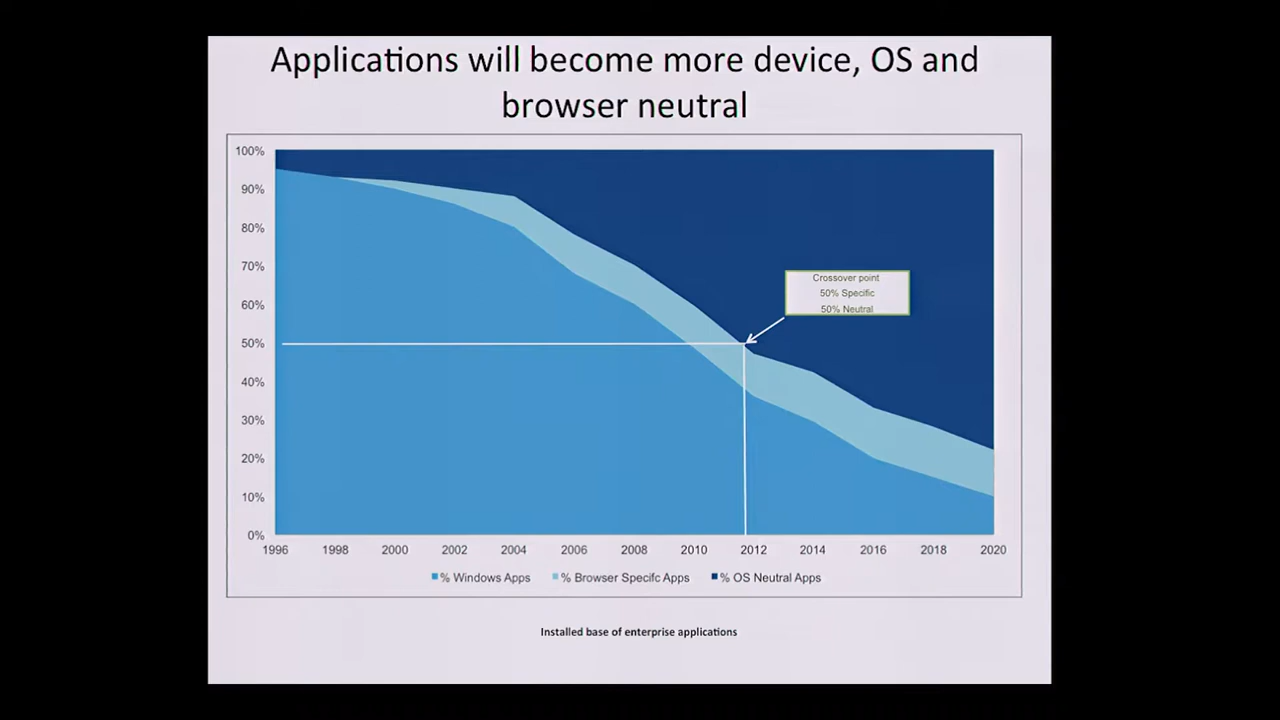 Applications will become more device, OS and
browser neutral
100%
90%
80%
70%
60%
50%
40%
30%
20%
10%
0%
Crossover point
50% Specific
50% Neutral
1996 1998 2000 2002 2004 2006 2008 2010 2012 2014 2016 2018 2020
% Windows Apps % Browser Specifc Apps % OS Neutral Apps
Installed base of enterprise applications